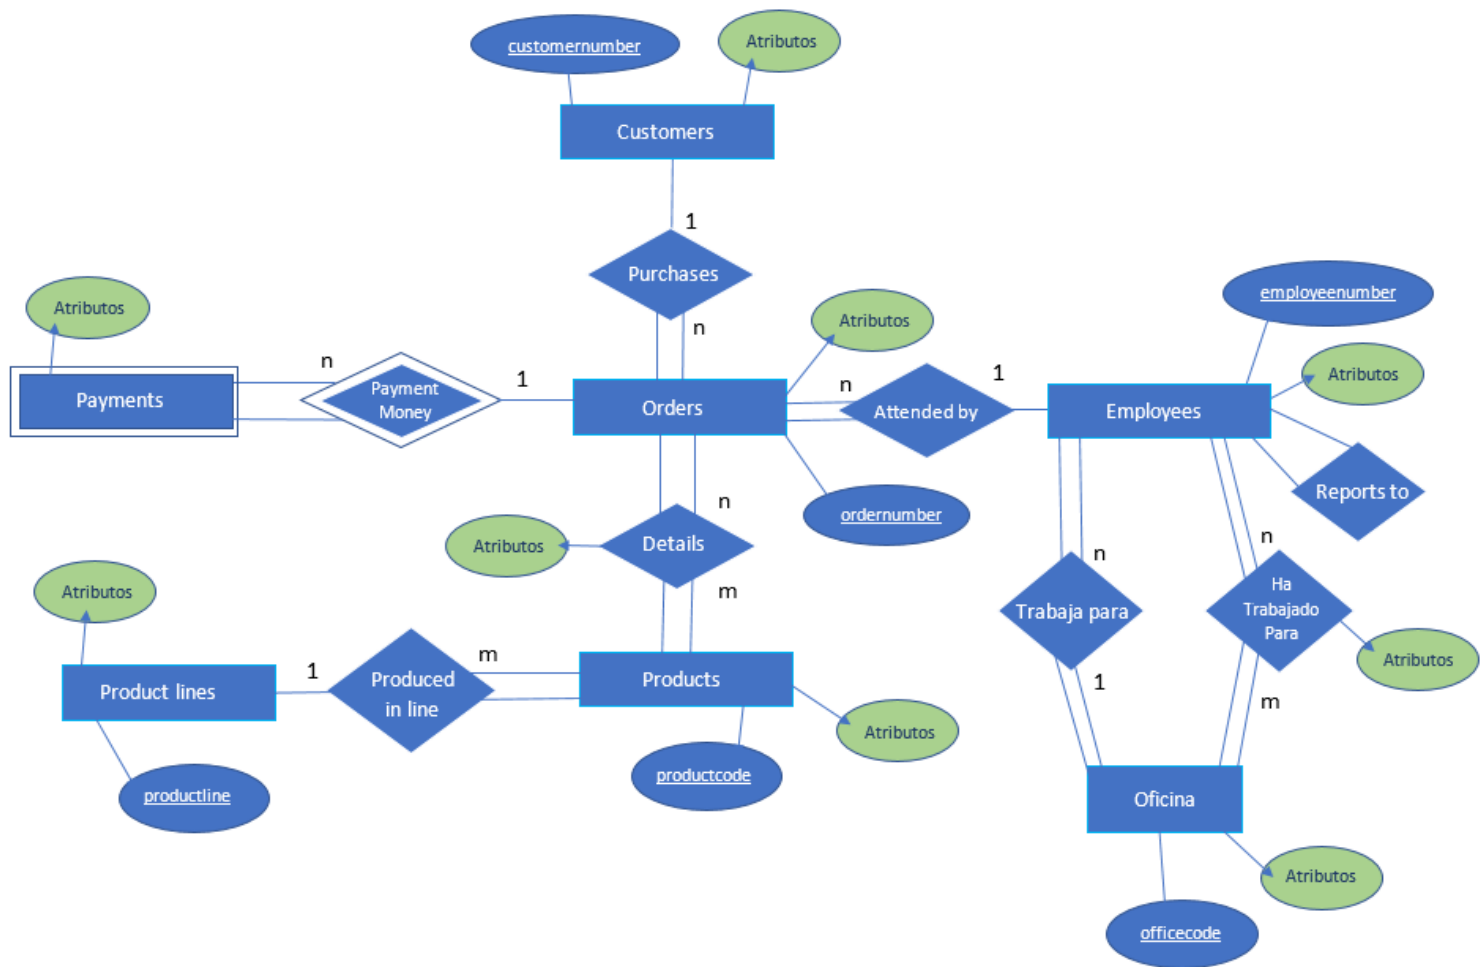 customernumber
Atributos
Customers
1
Purchases
n
Atributos
employeenumber
Atributos
Atributos
n
1
n
1
Payments
Payment
Money
Orders
Attended by
Employees
Reports to
n
ordernumber
Atributos
Details
n
n
m
Atributos
Trabaja para
Ha
Trabajado
Para
1
m
Product lines
Produced
in line
m
Products
1
m
Atributos
Atributos
productline
productcode
Oficina
Atributos
officecode